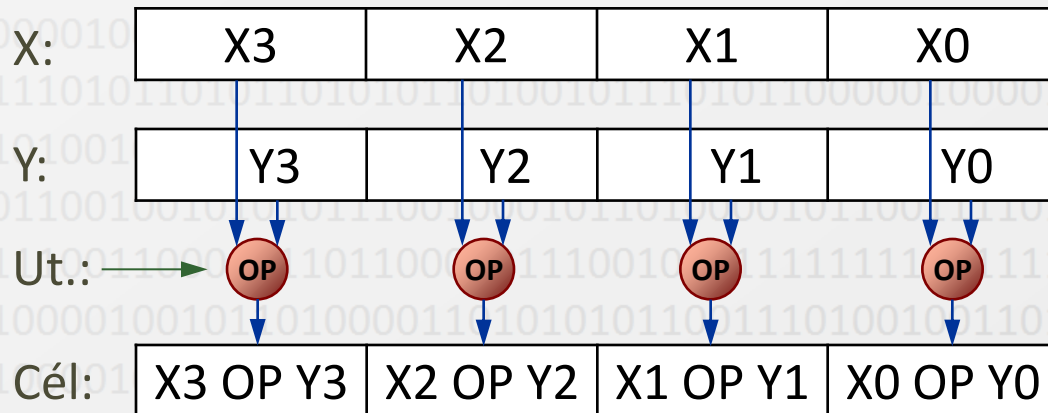 X: X3 X2 X1 X0
Y: Y3 Y2 Y1 Y0
Ut.: OP OP OP OP
Cél: X3 OP Y3 X2 OP Y2 X1 OP Y1 X0 OP Y0